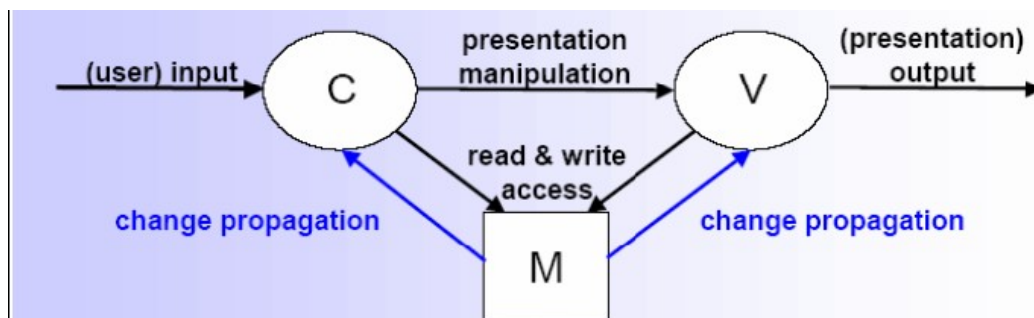 (user) input
C
presentation
manipulation
V
(presentation)
output
read & write
access
change propagation
change propagation
M